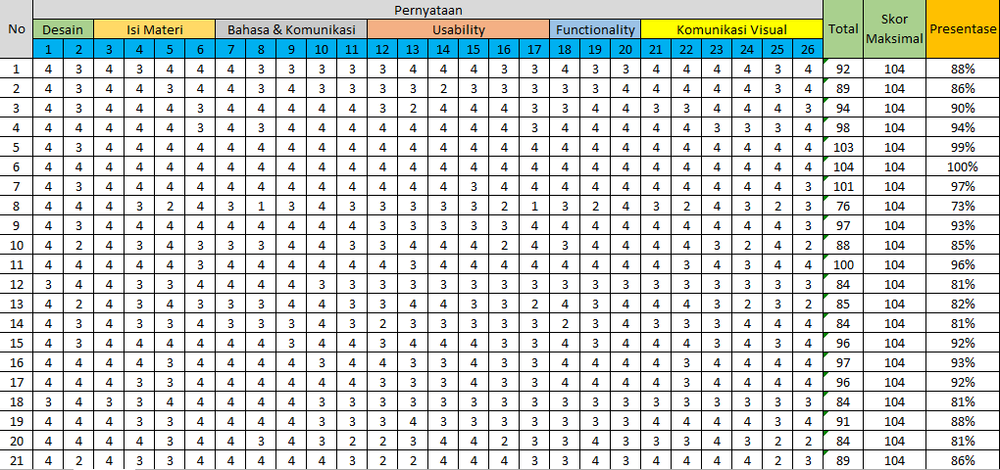 No Pernyataan Total Skor Maksimal Presentase
Desain Isi Materi Bahasa & Komunikasi Usability Functionality Komunikasi Visual
1 2 3 4 5 6 7 8 9 10 11 12 13 14 15 16 17 18 19 20 21 22 23 24 25 26
1 4 3 4 3 4 4 4 3 3 3 3 3 4 4 4 3 3 4 3 3 4 4 4 4 3 4 92 104 88%
2 4 3 4 4 3 4 4 3 4 3 3 3 3 2 3 3 3 3 3 4 4 4 4 4 3 4 89 104 86%
3 4 3 4 4 4 3 4 4 4 4 4 3 2 4 4 4 3 3 4 4 3 3 4 4 4 3 94 104 90%
4 4 4 4 4 4 3 4 3 4 4 4 4 4 4 4 4 3 4 4 4 4 4 3 3 3 4 98 104 94%
5 4 3 4 4 4 4 4 4 4 4 4 4 4 4 4 4 4 4 4 4 4 4 4 4 4 4 103 104 99%
6 4 4 4 4 4 4 4 4 4 4 4 4 4 4 4 4 4 4 4 4 4 4 4 4 4 4 104 104 100%
7 4 3 4 4 4 4 4 4 4 4 4 4 4 4 3 4 4 4 4 4 4 4 4 4 4 3 101 104 97%
8 4 4 4 3 2 4 3 1 3 4 3 3 3 3 3 2 1 3 2 4 3 2 4 3 2 3 76 104 73%
9 4 3 4 4 4 4 4 4 4 4 4 3 3 3 3 3 4 4 4 4 4 4 4 4 4 3 97 104 93%
10 4 2 4 3 4 3 3 3 4 4 3 3 4 4 4 2 4 3 4 4 4 4 3 2 4 2 88 104 85%
11 4 4 4 4 4 3 4 4 4 4 4 4 3 4 4 4 4 4 4 4 4 3 4 3 4 4 100 104 96%
12 3 4 4 3 3 4 4 4 4 3 3 3 3 3 3 3 3 3 3 3 3 3 3 3 3 3 84 104 81%
13 4 2 4 3 4 3 3 4 4 4 3 3 4 4 3 3 2 4 3 4 4 4 3 2 3 2 85 104 82%
14 4 3 4 3 3 4 3 3 3 4 3 2 3 3 3 3 3 2 3 4 3 3 3 4 4 4 84 104 81%
15 4 3 4 4 4 4 4 4 3 4 4 3 4 4 4 3 3 4 3 4 4 4 3 4 3 4 96 104 92%
16 4 4 4 4 3 4 4 4 4 3 4 4 3 3 4 3 3 4 4 4 4 3 4 4 4 4 97 104 93%
17 4 4 4 3 3 4 4 4 4 4 4 3 3 3 3 3 4 4 4 4 4 3 4 4 4 4 96 104 92%
18 3 4 3 3 4 4 4 4 4 3 3 3 3 3 3 3 3 3 3 3 3 3 3 3 3 3 84 104 81%
19 4 4 4 3 3 4 4 4 4 3 3 3 4 3 3 3 3 3 3 3 4 4 4 4 3 4 91 104 88%
20 4 4 4 4 3 4 4 3 4 3 2 2 3 4 4 2 3 3 4 3 3 3 4 3 2 2 84 104 81%
21 4 2 4 3 3 4 4 4 4 4 3 2 2 4 4 4 3 3 4 3 4 4 4 4 2 3 89 104 86%